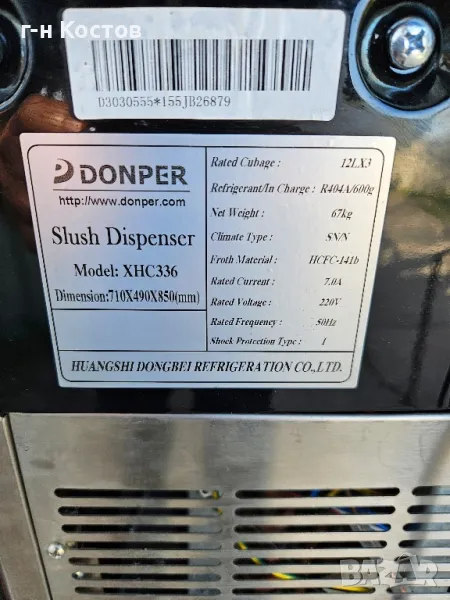 г-н Костов
D3030555*155JB26879
DONPER
http://www.donper.com
Slush Dispenser
Model: XHC336
Dimension:710X490X850(mm)
Rated Cubage : 12LX3
Refrigerant/In Charge : R404A/600g
Net Weight : 67kg
Climate Type : SN/N
Froth Material : HCFC-141b
Rated Current : 7.0A
Rated Voltage : 220V
Rated Frequency : 50Hz
Shock Protection Type : I
HUANGSHI DONGBEI REFRIGERATION CO.,LTD.
BAZAR